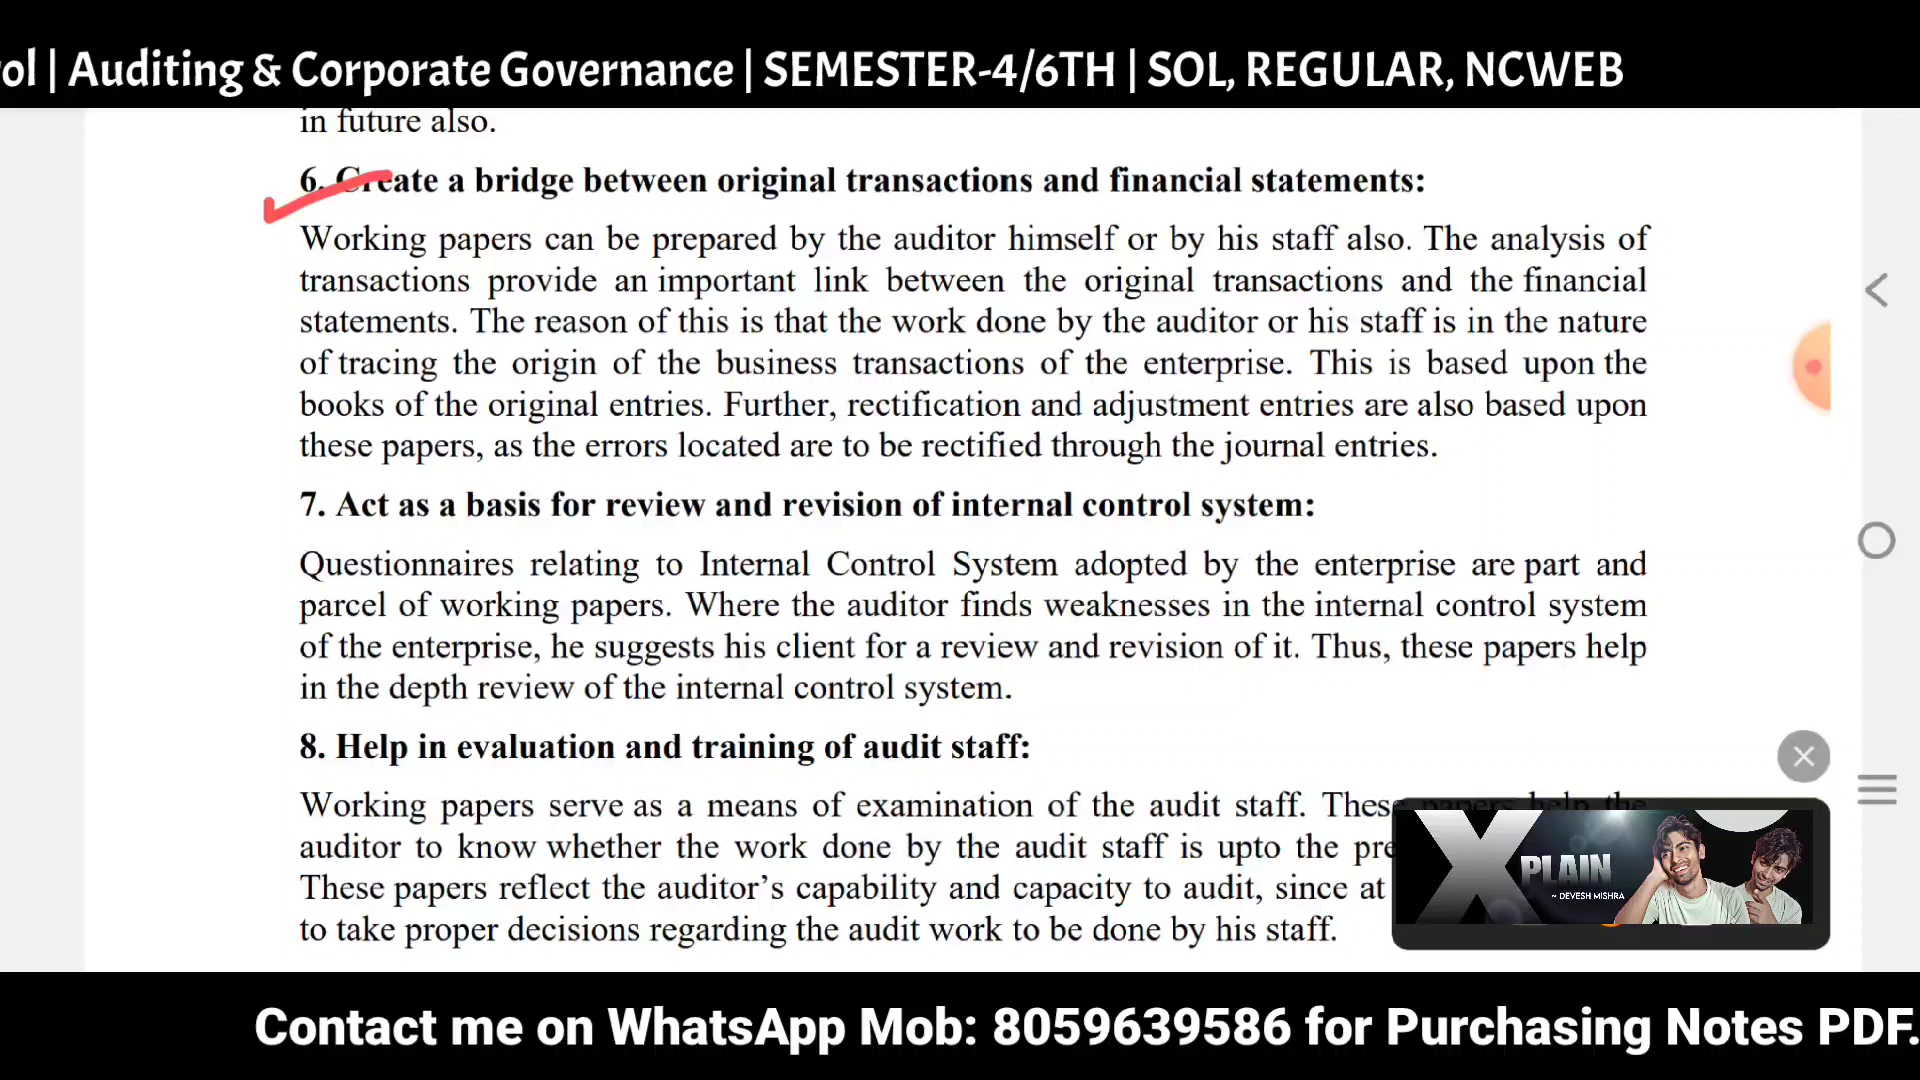 ol | Auditing & Corporate Governance | SEMESTER-4/6TH | SOL, REGULAR, NCWEB
in future also.
6. Create a bridge between original transactions and financial statements:
Working papers can be prepared by the auditor himself or by his staff also. The analysis of
transactions provide an important link between the original transactions and the financial
statements. The reason of this is that the work done by the auditor or his staff is in the nature
of tracing the origin of the business transactions of the enterprise. This is based upon the
books of the original entries. Further, rectification and adjustment entries are also based upon
these papers, as the errors located are to be rectified through the journal entries.
7. Act as a basis for review and revision of internal control system:
Questionnaires relating to Internal Control System adopted by the enterprise are part and
parcel of working papers. Where the auditor finds weaknesses in the internal control system
of the enterprise, he suggests his client for a review and revision of it. Thus, these papers help
in the depth review of the internal control system.
8. Help in evaluation and training of audit staff:
Working papers serve as a means of examination of the audit staff. These papers help the
auditor to know whether the work done by the audit staff is upto the pre
These papers reflect the auditor's capability and capacity to audit, since at
to take proper decisions regarding the audit work to be done by his staff.
XPLAIN
~ DEVESH MISHRA
Contact me on WhatsApp Mob: 8059639586 for Purchasing Notes PDF.